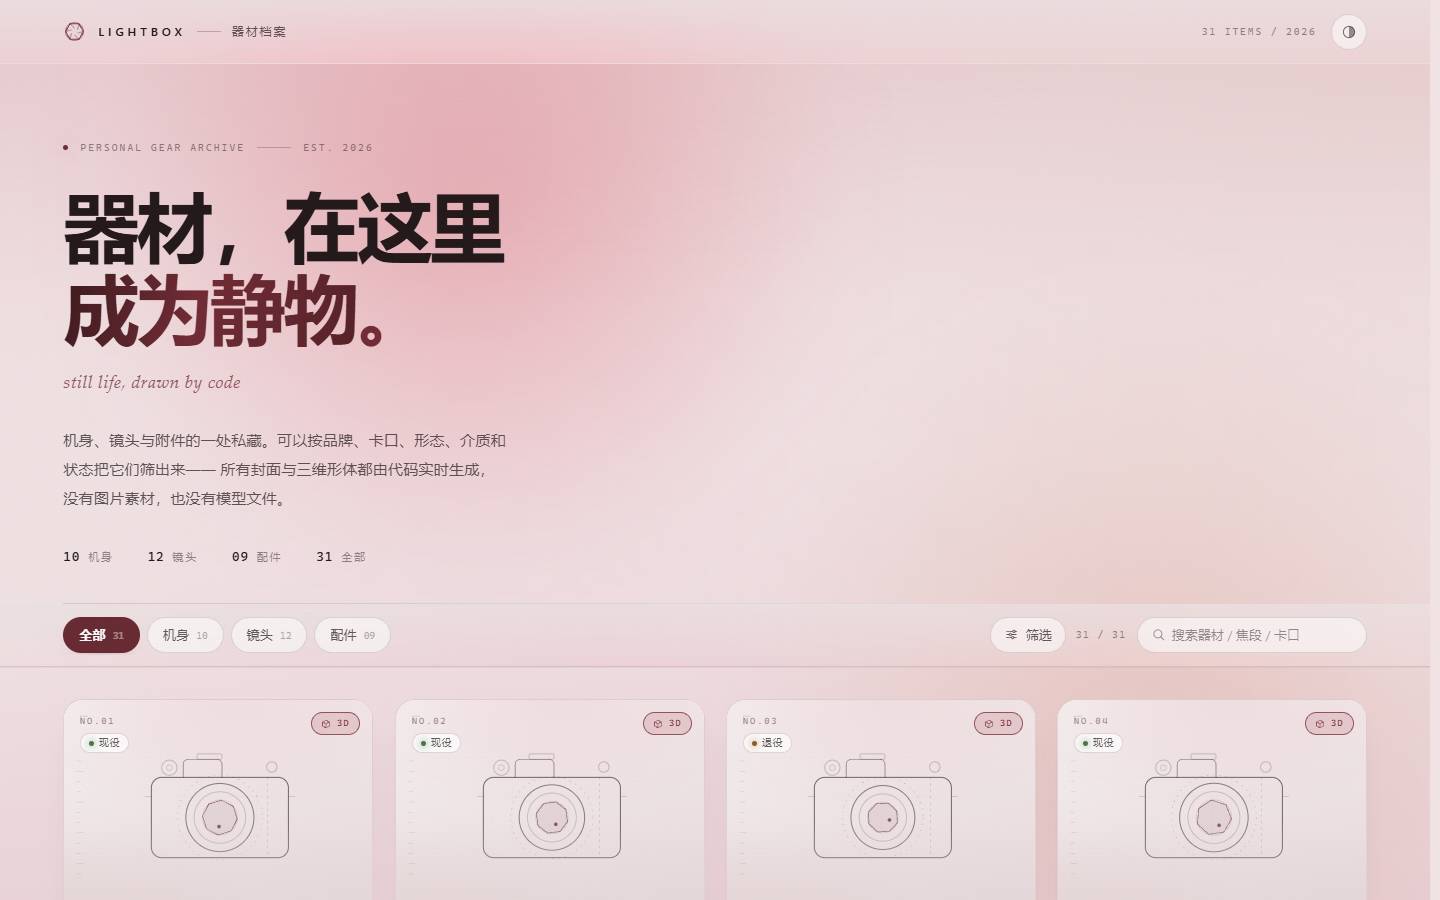 LIGHTBOX 器材档案
31 ITEMS / 2026
PERSONAL GEAR ARCHIVE EST. 2026
器材，在这里
成为静物。
still life, drawn by code
机身、镜头与附件的一处私藏。可以按品牌、卡口、形态、介质和
状态把它们筛出来—— 所有封面与三维形体都由代码实时生成，
没有图片素材，也没有模型文件。
10 机身 12 镜头 09 配件 31 全部
全部 31 机身 10 镜头 12 配件 09
筛选 31 / 31 搜索器材 / 焦段 / 卡口
NO.01 3D
现役
NO.02 3D
现役
NO.03 3D
退役
NO.04 3D
现役